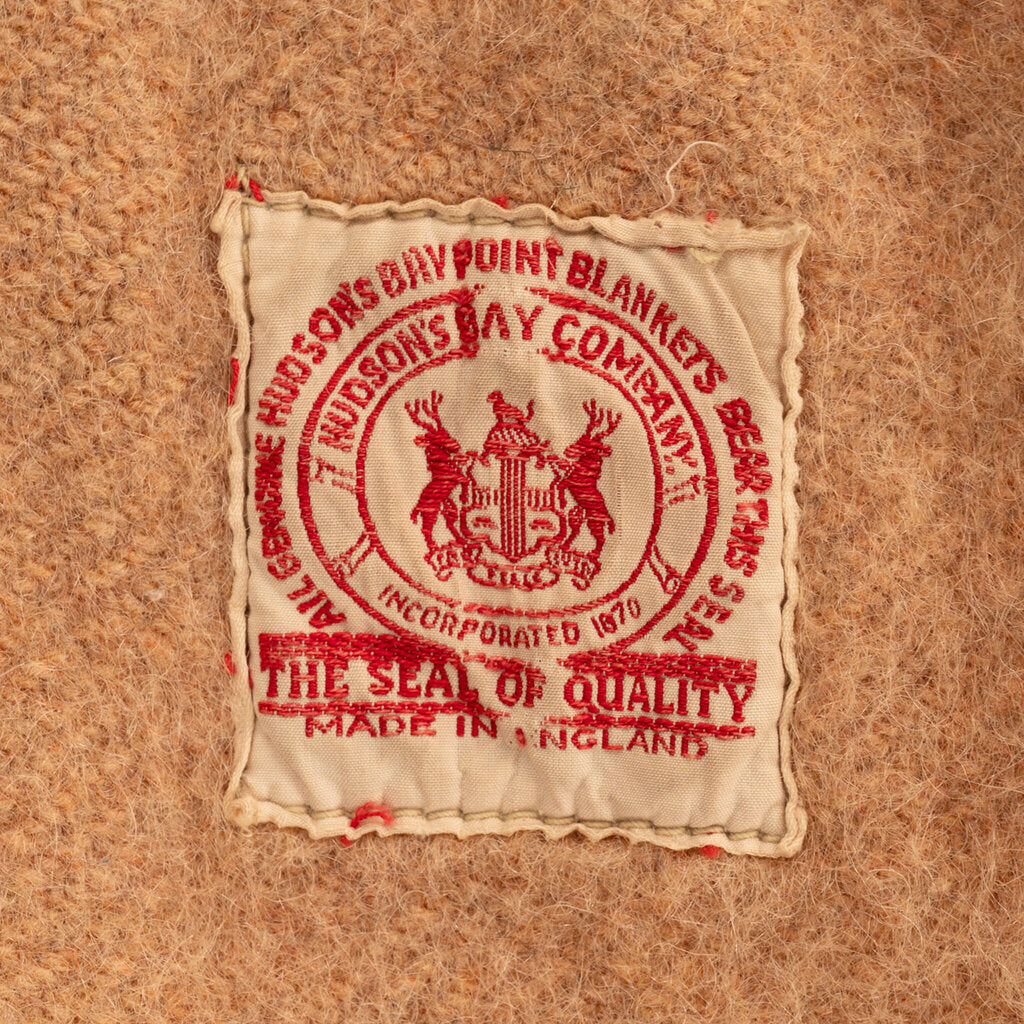 ALL GENUINE HUDSON'S BAY POINT BLANKETS BEAR THIS SEAL
HUDSON'S BAY COMPANY.
INCORPORATED 1670
THE SEAL OF QUALITY
MADE IN ENGLAND